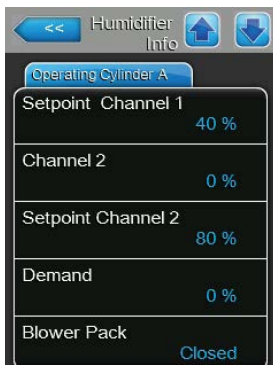 << Humidifier
Info
Operating Cylinder A
Setpoint Channel 1
40 %
Channel 2
0 %
Setpoint Channel 2
80 %
Demand
0 %
Blower Pack
Closed